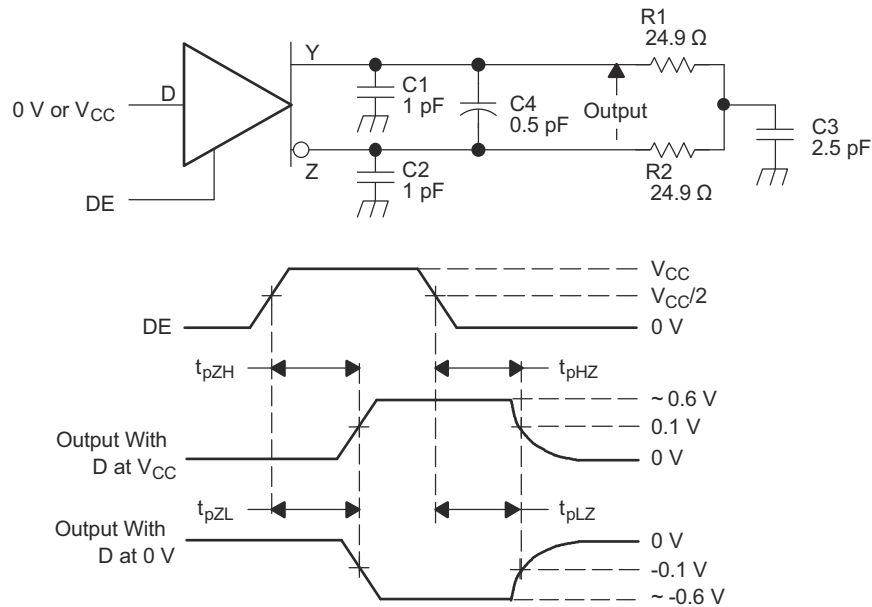 Y
D
0 V or VCC
Z
DE
C1
1 pF
C2
1 pF
C4
0.5 pF
Output
R1
24.9 Ω
R2
24.9 Ω
C3
2.5 pF
VCC
VCC/2
DE
0 V
tpZH
tpHZ
~ 0.6 V
0.1 V
Output With
D at VCC
0 V
tpZL
tpLZ
Output With
D at 0 V
0 V
-0.1 V
~ -0.6 V